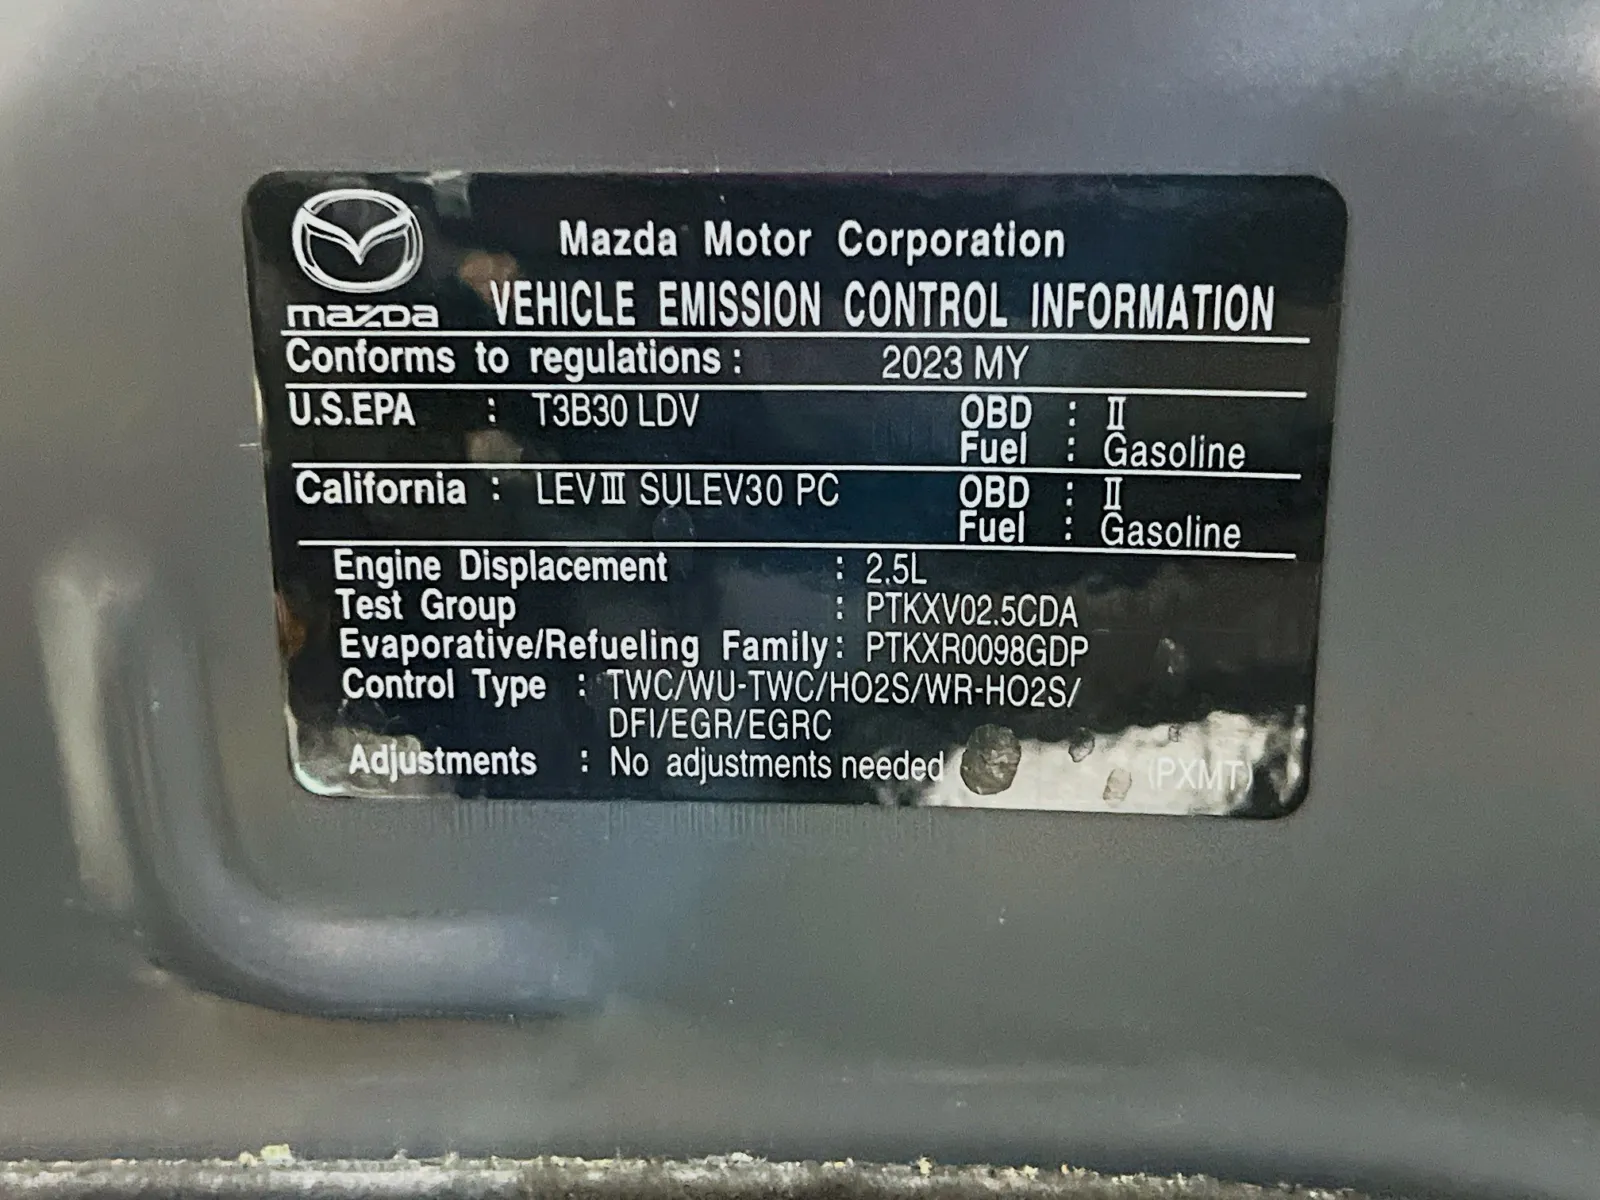 Mazda Motor Corporation
mazda VEHICLE EMISSION CONTROL INFORMATION
Conforms to regulations : 2023 MY
U.S.EPA : T3B30 LDV OBD : II
Fuel : Gasoline
California : LEV III SULEV30 PC OBD : II
Fuel : Gasoline
Engine Displacement : 2.5L
Test Group : PTKXV02.5CDA
Evaporative/Refueling Family : PTKXR0098GDP
Control Type : TWC/WU-TWC/HO2S/WR-HO2S/
DFI/EGR/EGRC
Adjustments : No adjustments needed (PXMT)